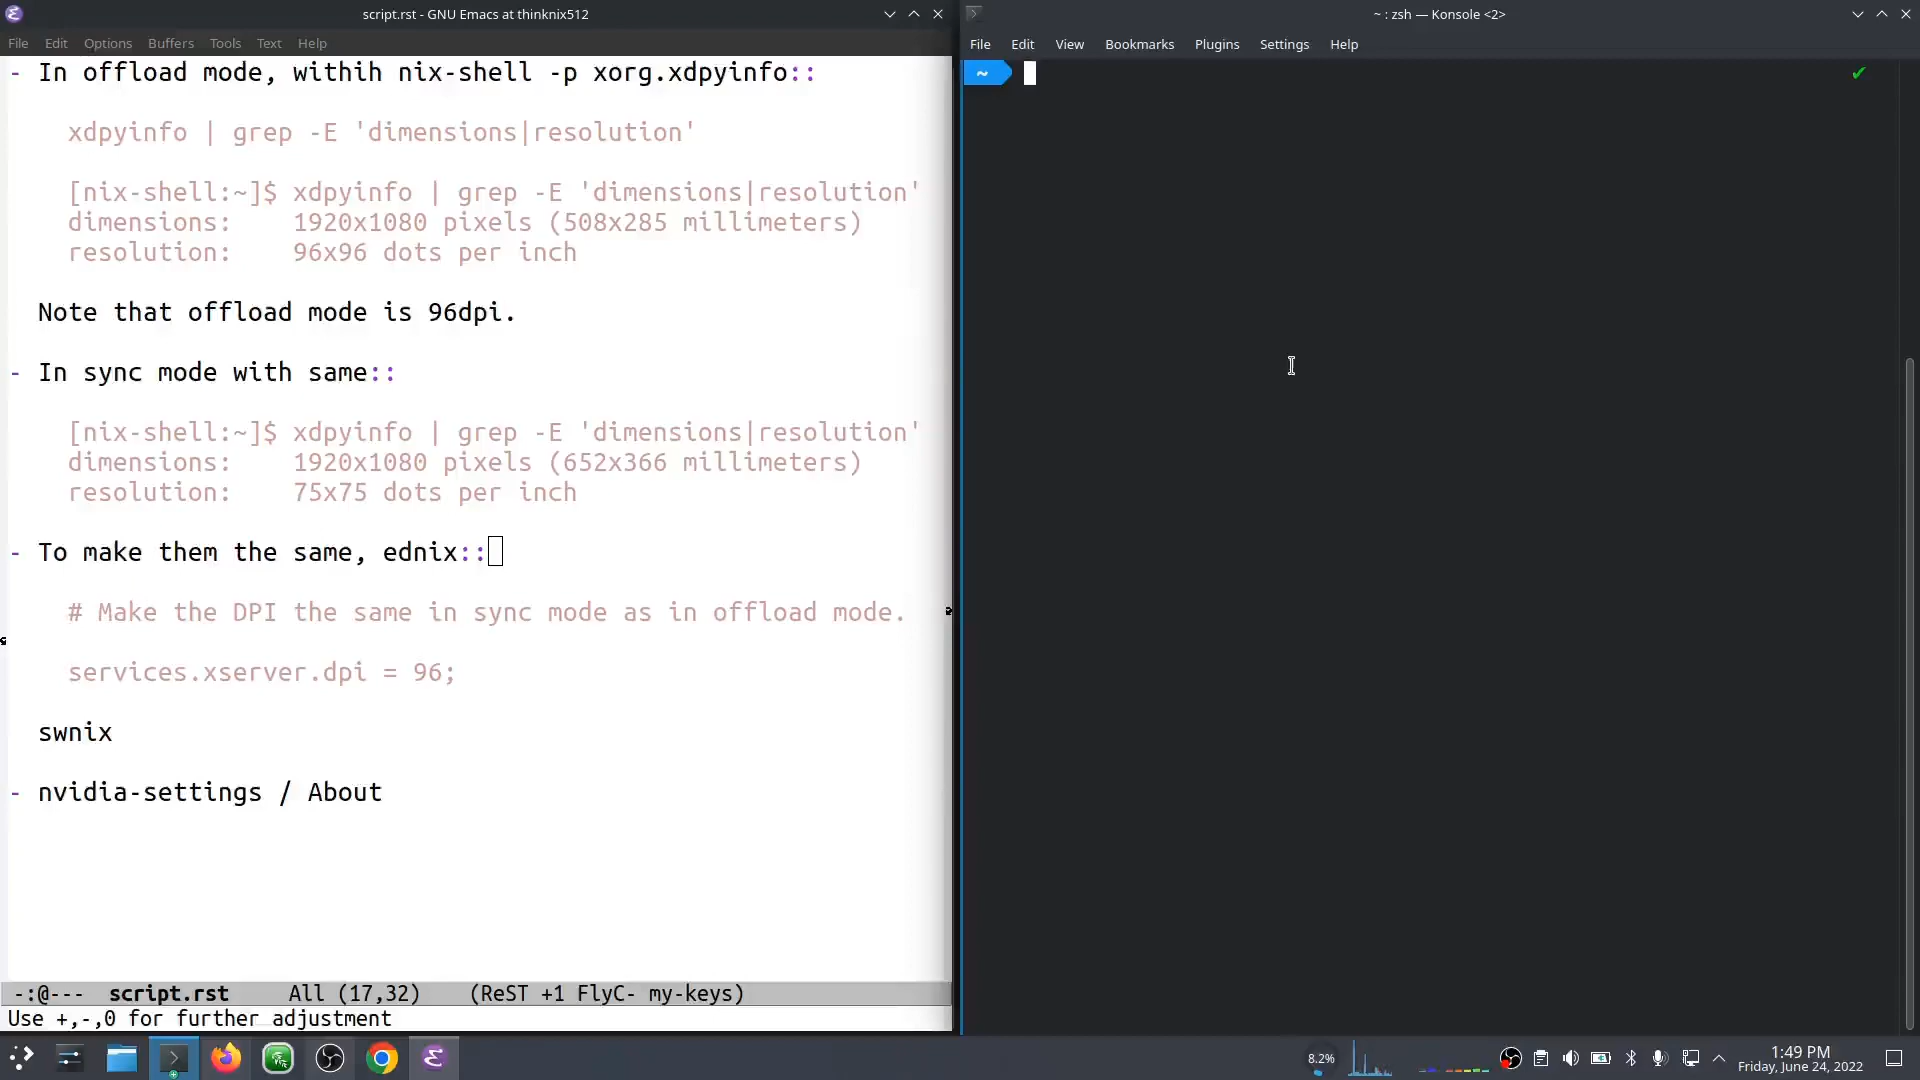 script.rst - GNU Emacs at thinknix512
File Edit Options Buffers Tools Text Help
- In offload mode, withih nix-shell -p xorg.xdpyinfo::
xdpyinfo | grep -E 'dimensions|resolution'
[nix-shell:~]$ xdpyinfo | grep -E 'dimensions|resolution'
dimensions: 1920x1080 pixels (508x285 millimeters)
resolution: 96x96 dots per inch
Note that offload mode is 96dpi.
- In sync mode with same::
[nix-shell:~]$ xdpyinfo | grep -E 'dimensions|resolution'
dimensions: 1920x1080 pixels (652x366 millimeters)
resolution: 75x75 dots per inch
- To make them the same, ednix::
# Make the DPI the same in sync mode as in offload mode.
services.xserver.dpi = 96;
swnix
- nvidia-settings / About
-:@--- script.rst All (17,32) (ReST +1 FlyC- my-keys)
Use +,-,0 for further adjustment
~ : zsh — Konsole <2>
File Edit View Bookmarks Plugins Settings Help
~
8.2%
1:49 PM
Friday, June 24, 2022